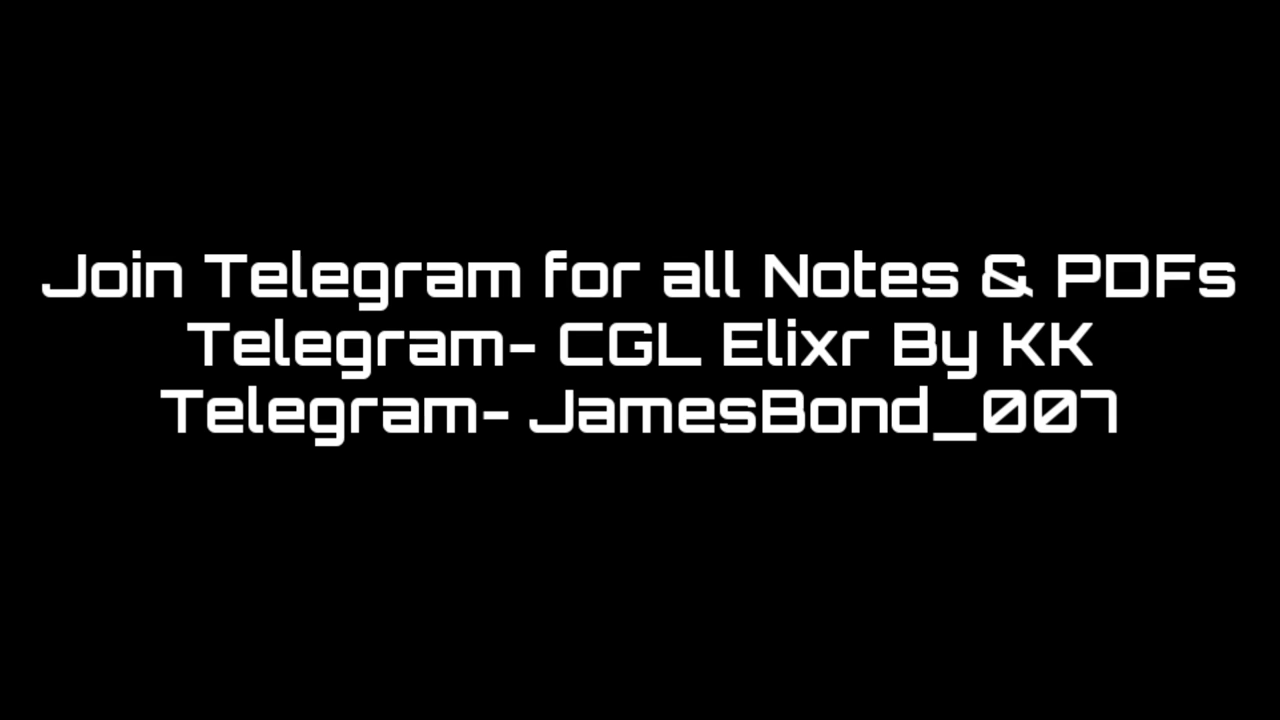 Join Telegram for all Notes & PDFs
Telegram- CGL Elixr By KK
Telegram- JamesBond_007